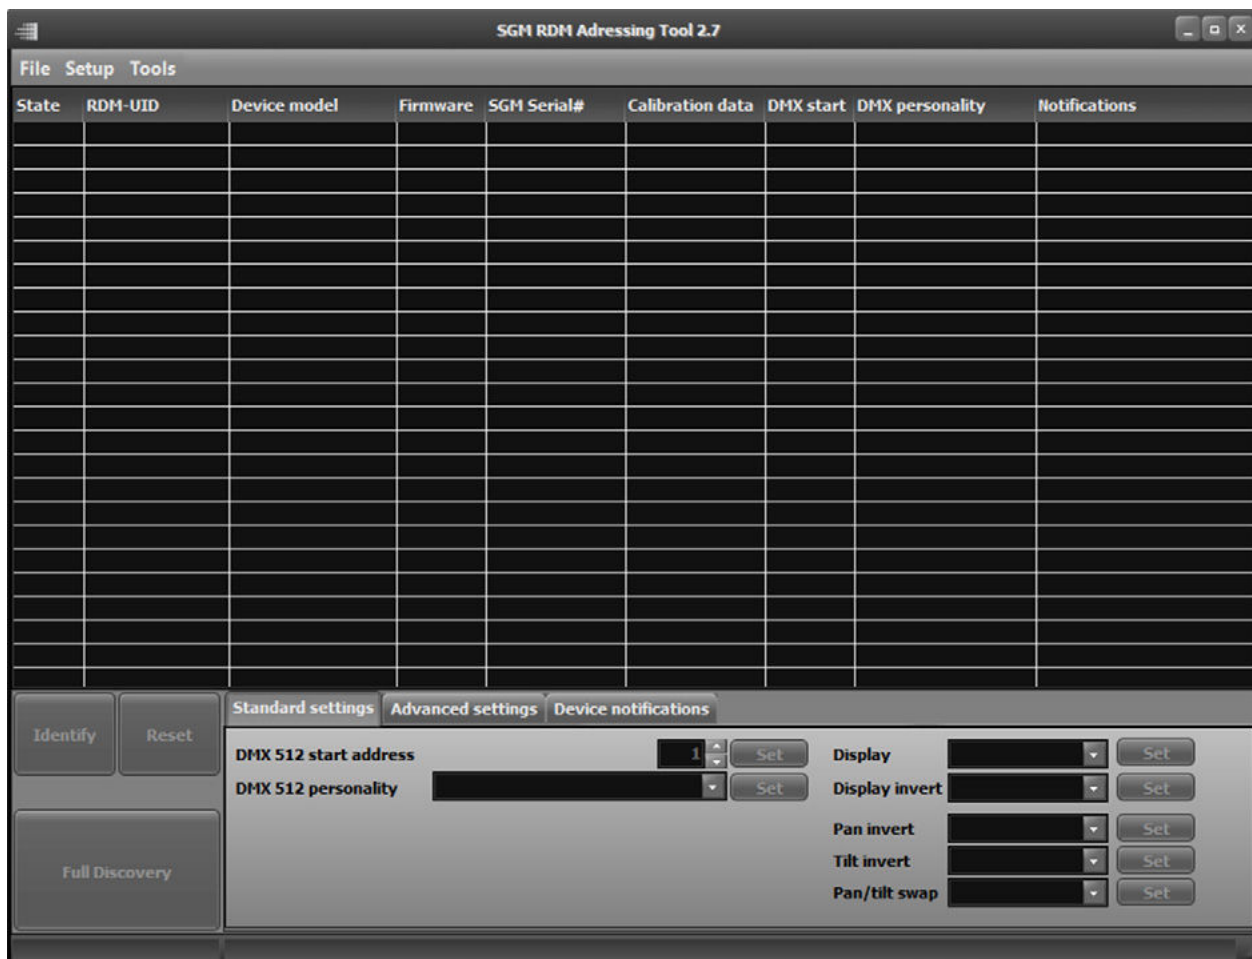 SGM RDM Adressing Tool 2.7
File Setup Tools
State RDM-UID Device model Firmware SGM Serial# Calibration data DMX start DMX personality Notifications
Identify Reset
Full Discovery
Standard settings Advanced settings Device notifications
DMX 512 start address 1 Set
DMX 512 personality Set
Display Set
Display invert Set
Pan invert Set
Tilt invert Set
Pan/tilt swap Set